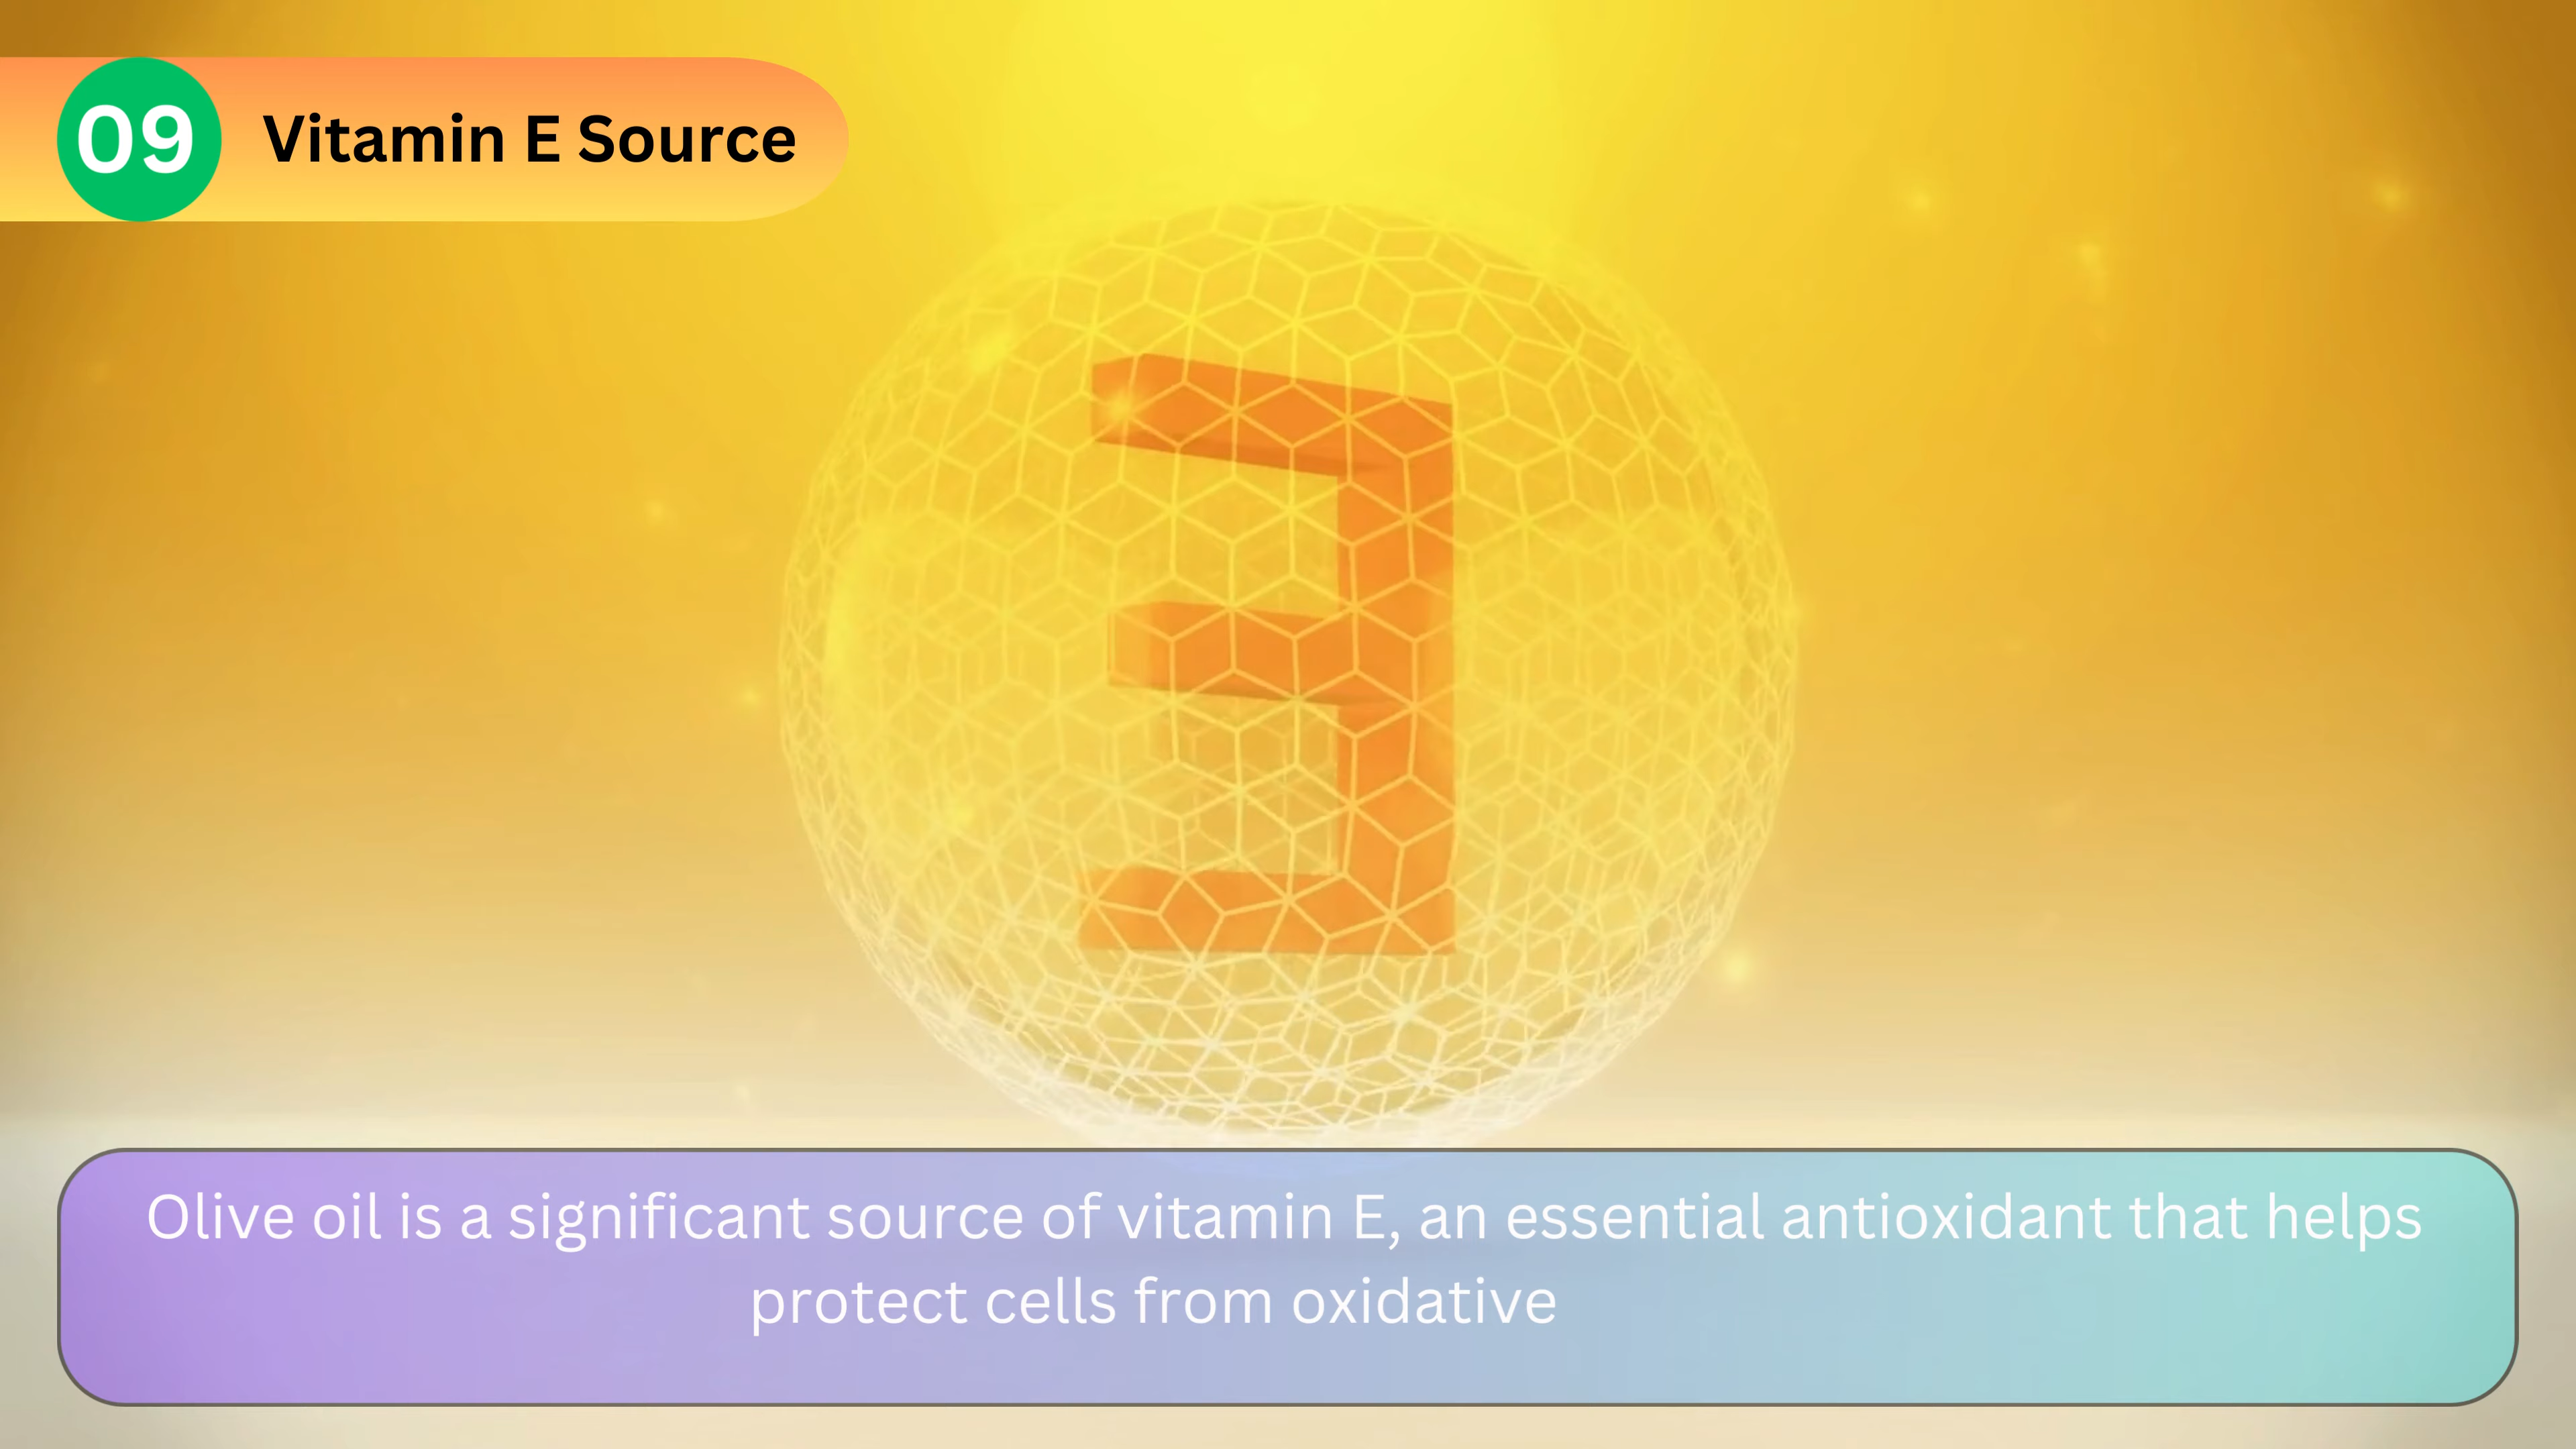 09 Vitamin E Source
E
Olive oil is a significant source of vitamin E, an essential antioxidant that helps
protect cells from oxidative